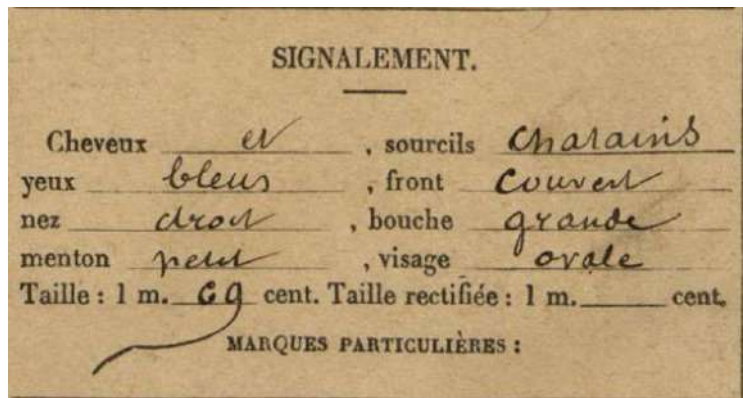 SIGNALEMENT.
Cheveux et, sourcils chatains
yeux bleus, front couvert
nez droit, bouche grande
menton petit, visage ovale
Taille : 1 m. 69 cent. Taille rectifiée : 1 m. cent.
MARQUES PARTICULIÈRES :